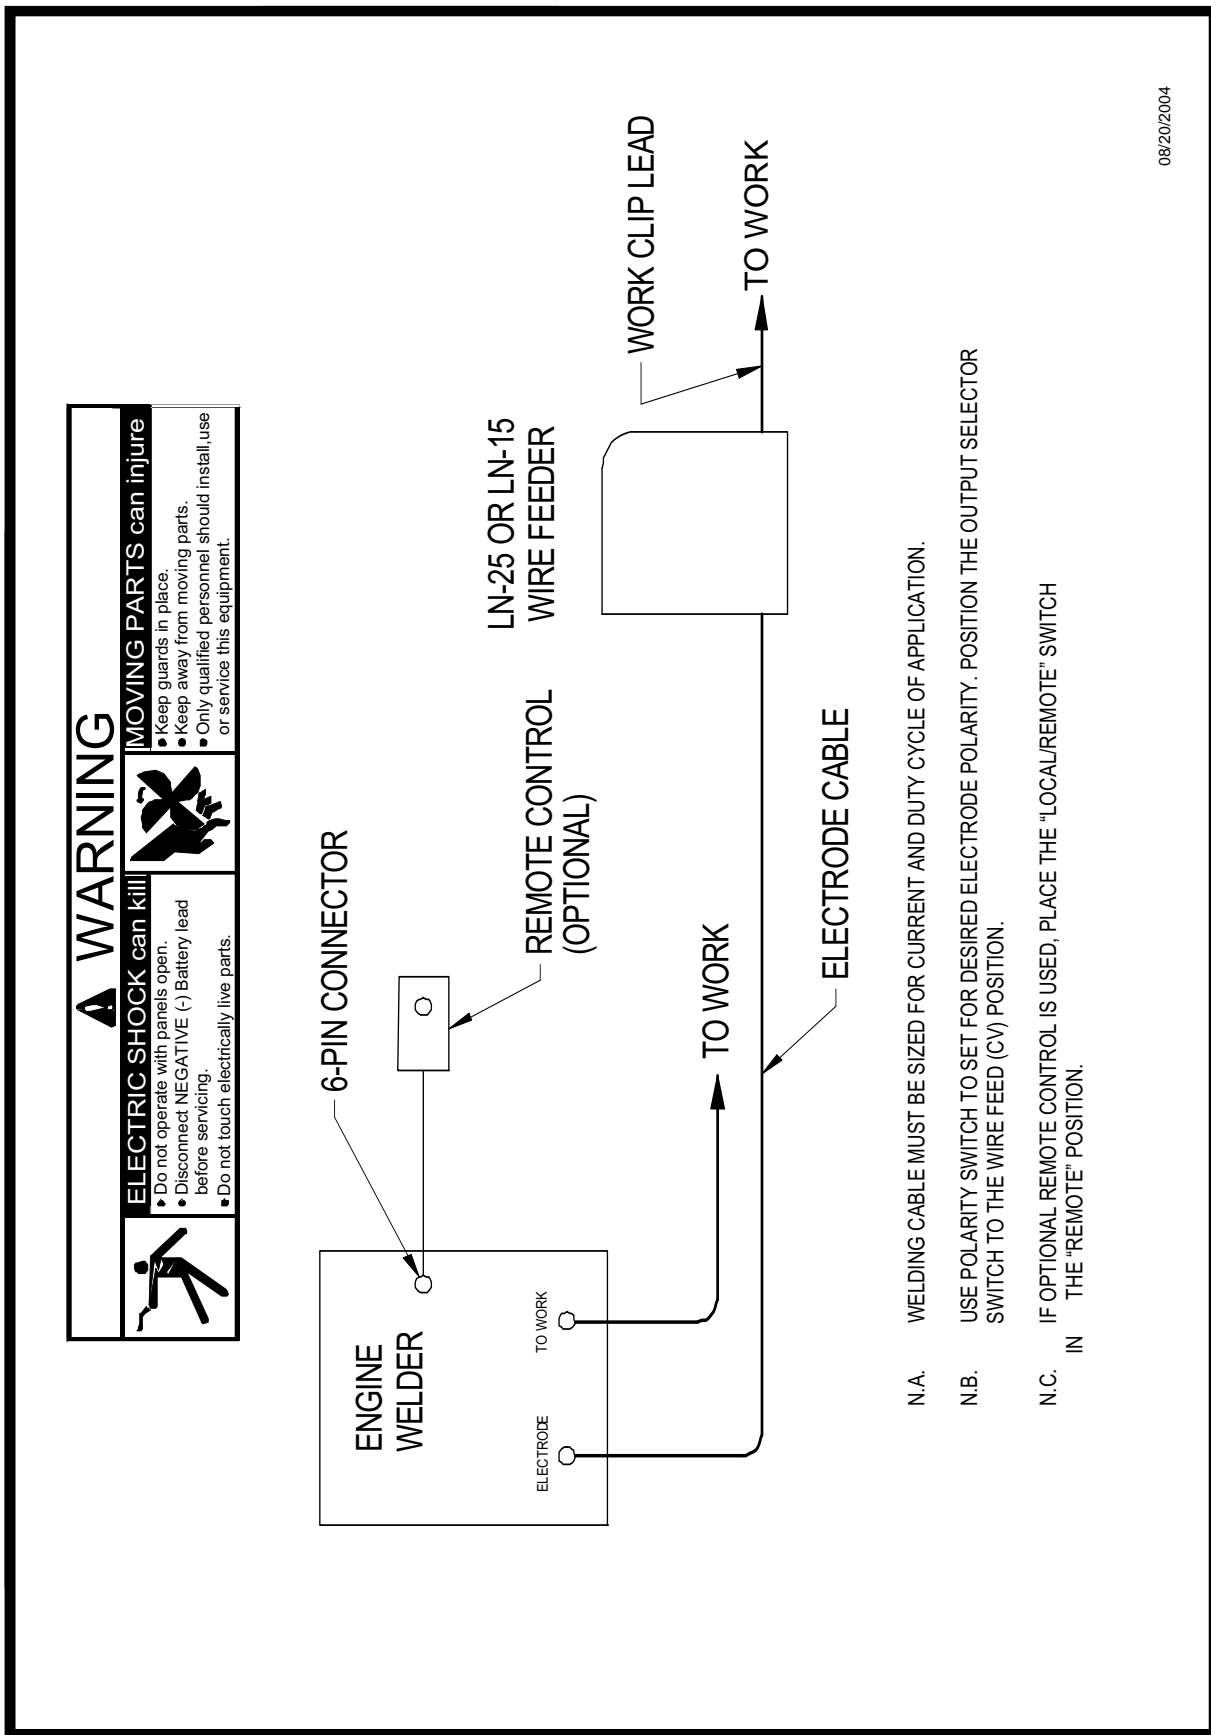 WARNING
ELECTRIC SHOCK can kill
• Do not operate with panels open.
• Disconnect NEGATIVE (-) Battery lead
before servicing.
• Do not touch electrically live parts.
MOVING PARTS can injure
• Keep guards in place.
• Keep away from moving parts.
• Only qualified personnel should install,use
or service this equipment.
ENGINE
WELDER
ELECTRODE
TO WORK
6-PIN CONNECTOR
REMOTE CONTROL
(OPTIONAL)
TO WORK
ELECTRODE CABLE
LN-25 OR LN-15
WIRE FEEDER
WORK CLIP LEAD
TO WORK
N.A. WELDING CABLE MUST BE SIZED FOR CURRENT AND DUTY CYCLE OF APPLICATION.
N.B. USE POLARITY SWITCH TO SET FOR DESIRED ELECTRODE POLARITY. POSITION THE OUTPUT SELECTOR
SWITCH TO THE WIRE FEED (CV) POSITION.
N.C. IF OPTIONAL REMOTE CONTROL IS USED, PLACE THE “LOCAL/REMOTE” SWITCH
IN THE “REMOTE” POSITION.
08/20/2004